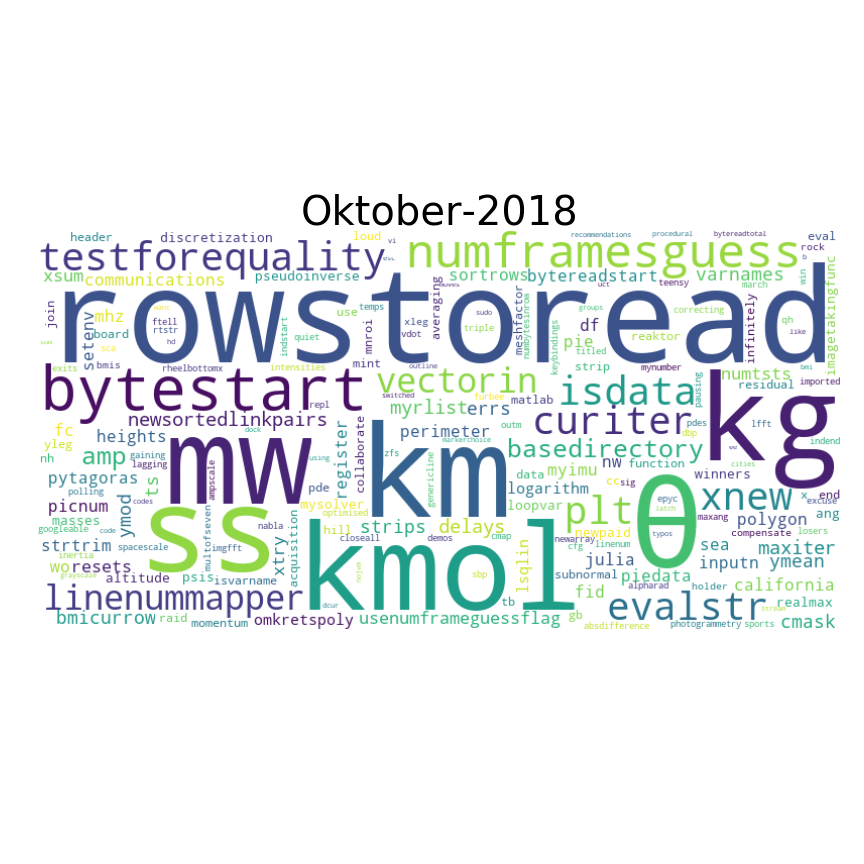 Oktober-2018
header discretization loud vi recommendations procedural bytereadtotal eval
testforequality numframesguess rock
xsum communications pseudoinverse sortrows bytereadstart varnames
rowstoread
join setenv mhz board ftell rtstr hd sca use temps xleg vdot mnroi averaging triple sudo meshfactor numbytesinrow keybindings uct groups teensy march correcting infinitely win b qh like imagetakingfunc
indstart quiet df pie titled reaktor mynumber
exits bmis rheelbottomx intensities mint outline strip numtsts bmi
bytestart vectorin isdata residual imported
repl switched furbee matlab pausing
newsortedlinkpairs myrlist errs curiter kg
fc heights dock collaborate perimeter outm pdes dbp lfft indend
yleg register markerchoice
nh amp gaining lagging mw using zfs km basedirectory
pytagoras ts ampscale genericline data myimu nw function cities winners
polling codes pde logarithm cc sig x end
picnum mysolver loopvar epyc xnew excuse
masses ymod ss optimised strips delays plt θ latch maxang polygon ang
code multofseven nabla hill newpaid compensate losers
strtrim spacescale imgfft xtry acquisition closeall demos cmap newarray cfg linenum typos sea maxiter
inertia nojvm lsqlin julia
wo resets kmol subnormal inputn ymean
grayscaze altitude psis isvarname sbp piedata alpharad holder california
linenummapper dcur tb fid evalstr realmax
bmicurrow raid momentum omkretspoly usenumframeguessflag gb absdifference photogrammetry sports cmask